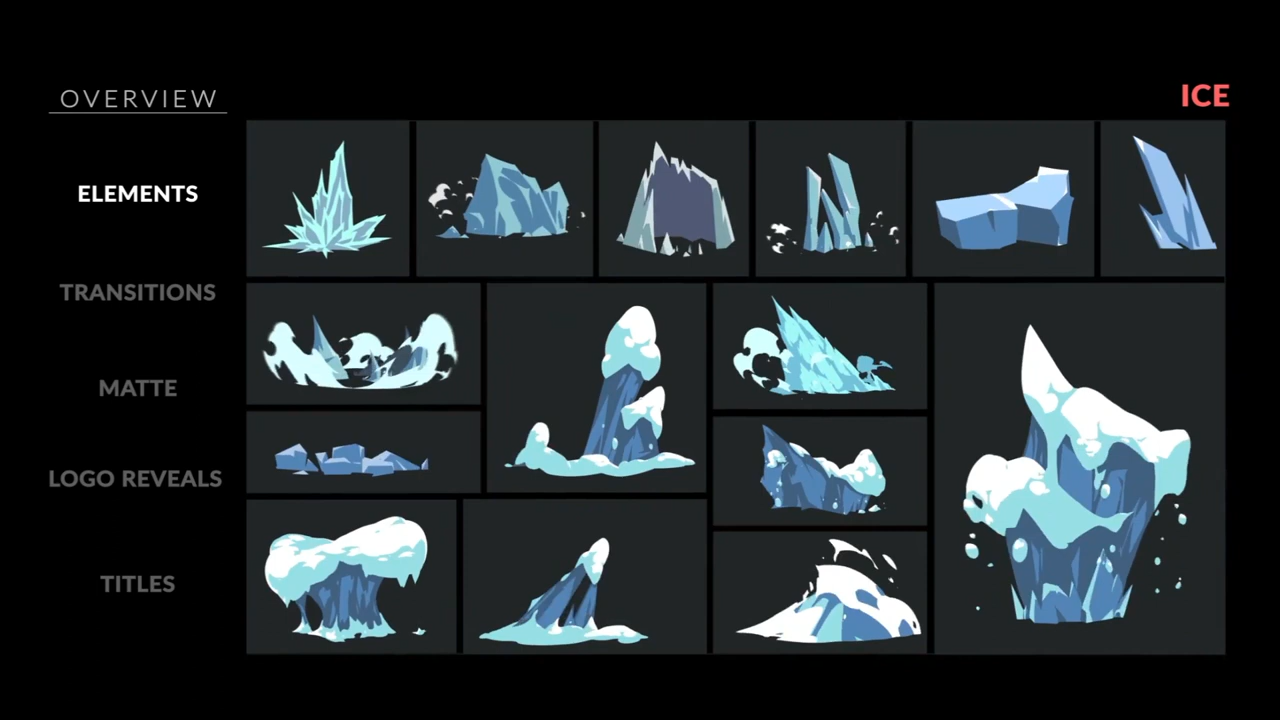 OVERVIEW
ICE
ELEMENTS
TRANSITIONS
MATTE
LOGO REVEALS
TITLES